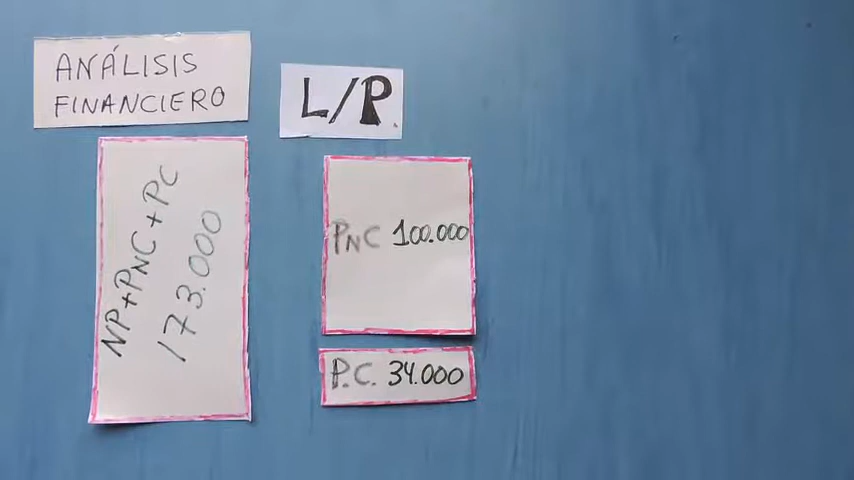 ANÁLISIS
FINANCIERO
L/P.
NP+PNC+PC
173.000
PNC 100.000
P.C. 34.000